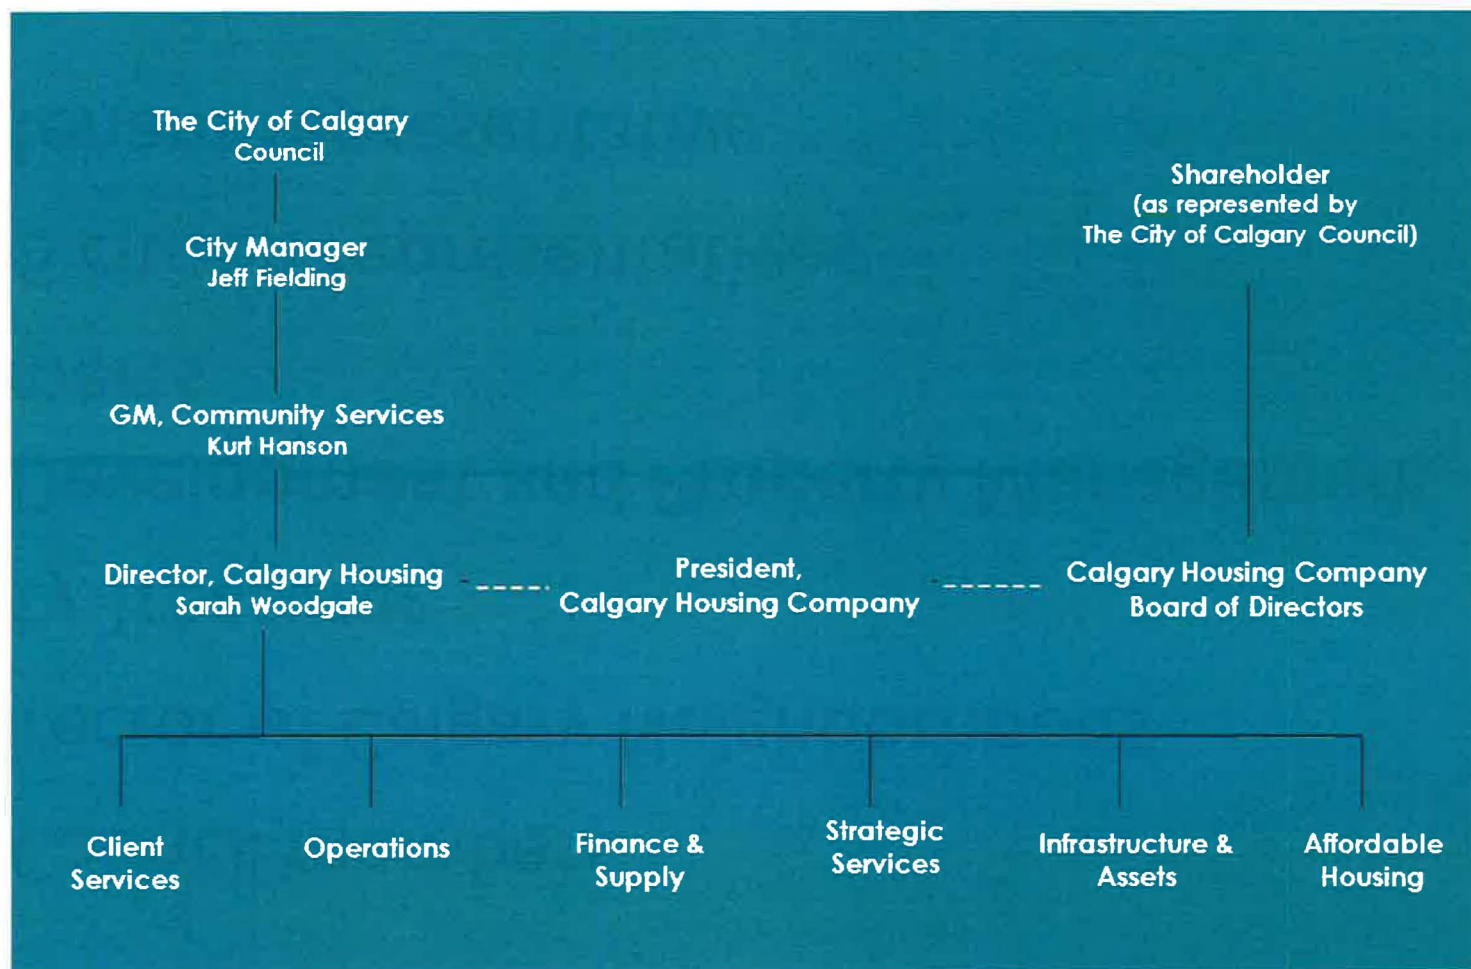 The City of Calgary
Council
Shareholder
(as represented by
The City of Calgary Council)
City Manager
Jeff Fielding
GM, Community Services
Kurt Hanson
Director, Calgary Housing
Sarah Woodgate
President,
Calgary Housing Company
Calgary Housing Company
Board of Directors
Client
Services
Operations
Finance &
Supply
Strategic
Services
Infrastructure &
Assets
Affordable
Housing